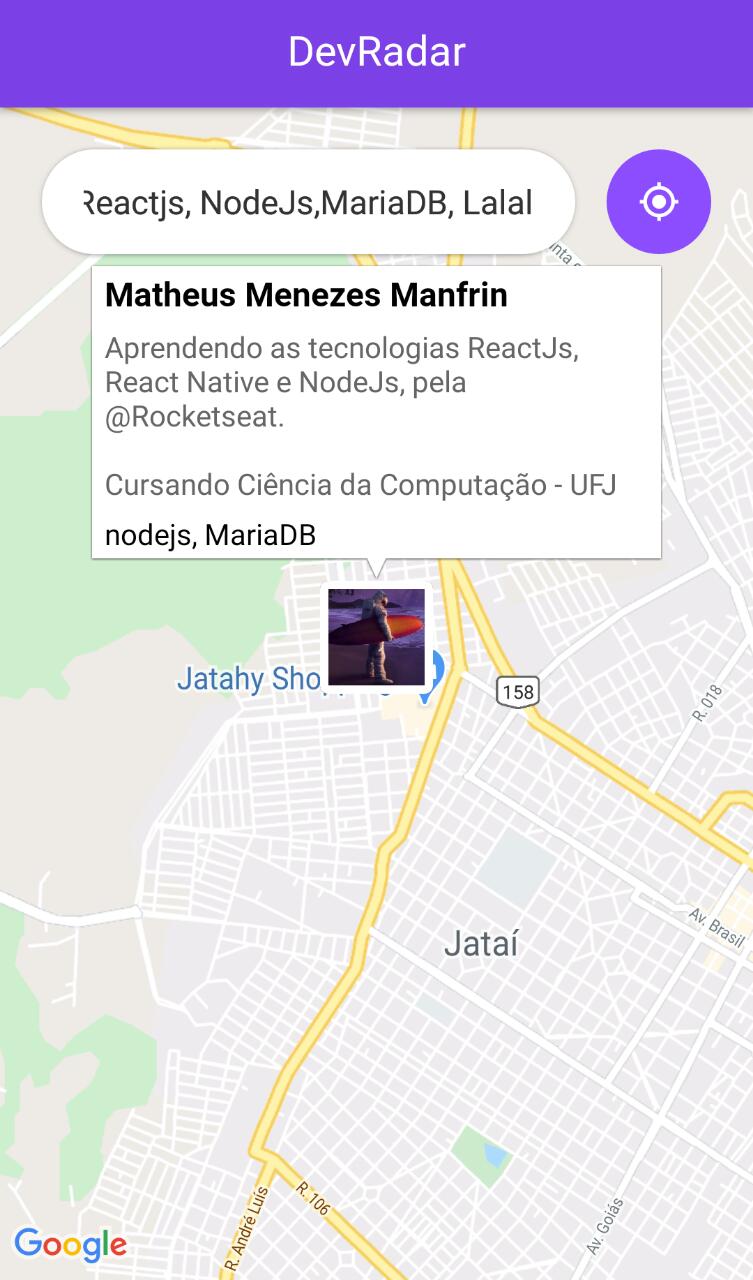 DevRadar
Reactjs, NodeJs,MariaDB, Lalal
Matheus Menezes Manfrin
Aprendendo as tecnologias ReactJs,
React Native e NodeJs, pela
@Rocketseat.
Cursando Ciência da Computação - UFJ
nodejs, MariaDB
Jatahy
158
R. 018
Av. Brasil
Jataí
R. 106
R. André Luís
Av. Goiás
Google